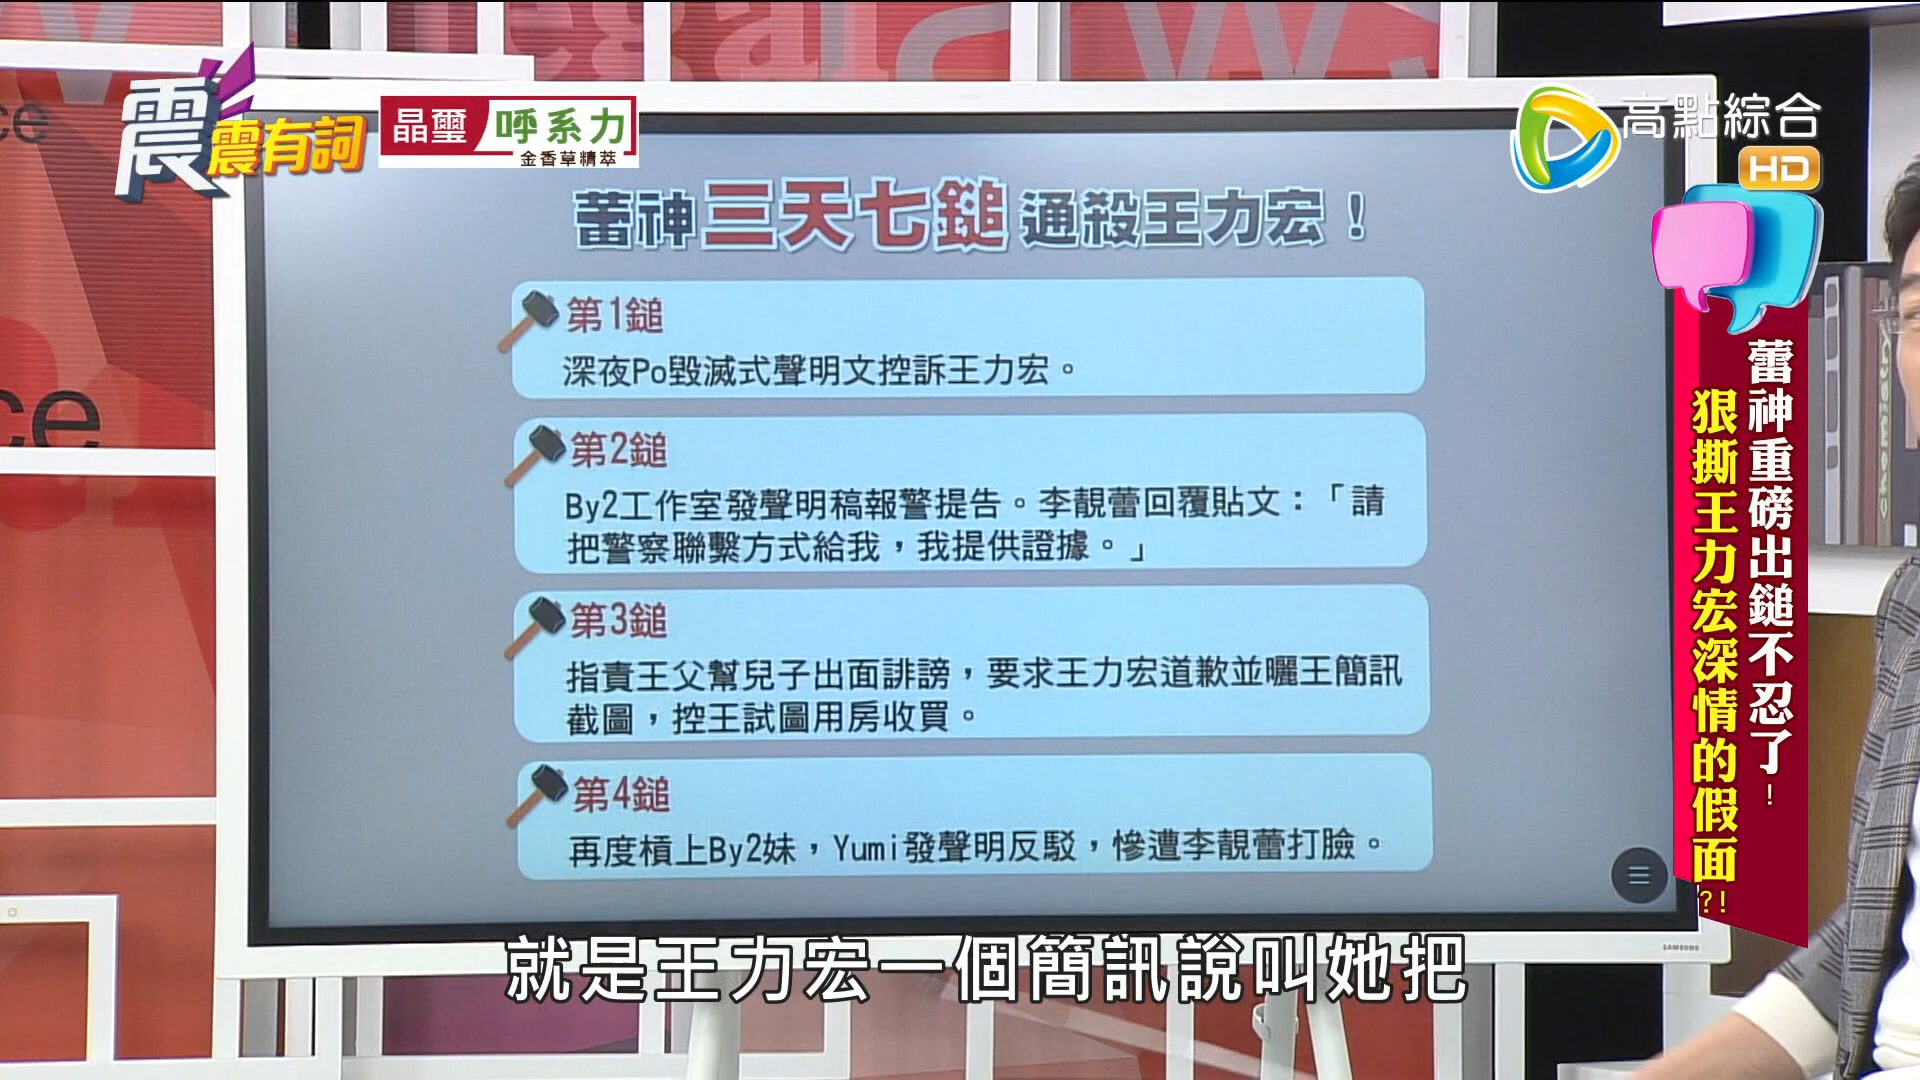 震震有詞
晶璽 呼系力
金香草精萃
高點綜合
HD
蕾神三天七鎚通殺王力宏！
第1鎚
深夜Po毀滅式聲明文控訴王力宏。
第2鎚
By2工作室發聲明稿報警提告。李靚蕾回覆貼文：「請
把警察聯繫方式給我，我提供證據。」
第3鎚
指責王父幫兒子出面誹謗，要求王力宏道歉並曬王簡訊
截圖，控王試圖用房收買。
第4鎚
再度槓上By2妹，Yumi發聲明反駁，慘遭李靚蕾打臉。
蕾神重磅出鎚不忍了！
狠撕王力宏深情的假面?!
SAMSUNG
chemistry
ce
ce
就是王力宏一個簡訊說叫她把